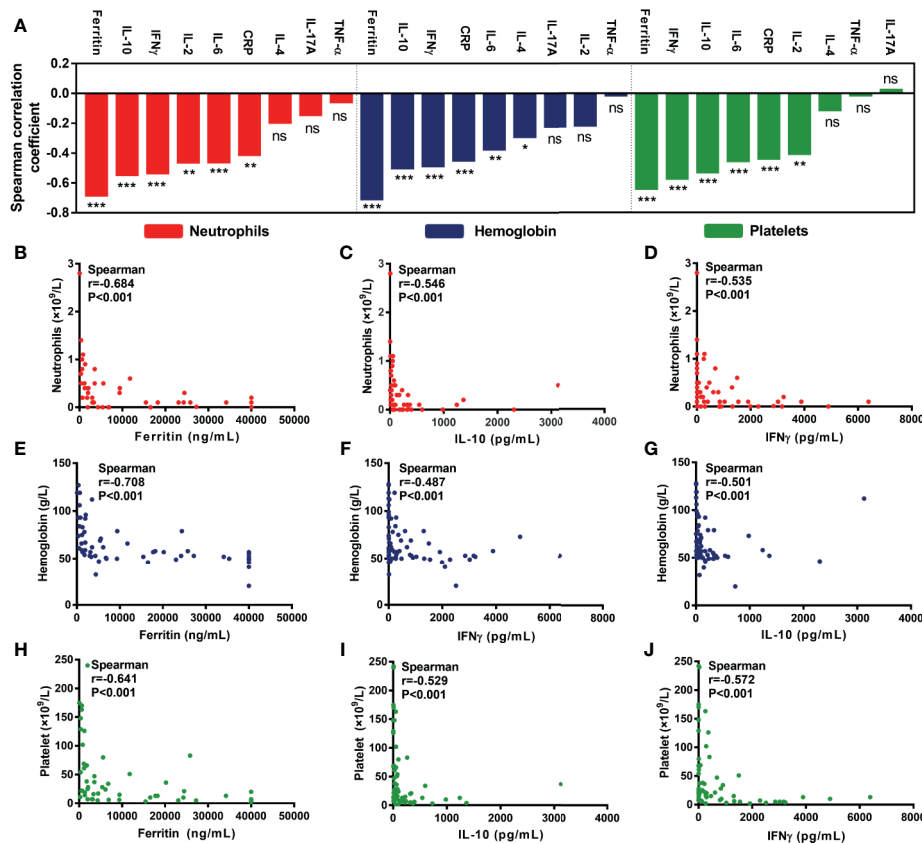 A
Ferritin IL-10 IFNγ IL-2 IL-6 CRP IL-4 IL-17A TNF-α Ferritin IL-10 IFNγ CRP IL-6 IL-4 IL-17A IL-2 TNF-α Ferritin IFNγ IL-10 IL-6 CRP IL-2 IL-4 TNF-α IL-17A
Spearman correlation
coefficient
0.2
0.0
-0.2
-0.4
-0.6
-0.8
*** *** *** ** *** ** ns ns ns *** *** *** *** ** * ns ns ns *** *** *** *** *** ** ns ns ns
Neutrophils Hemoglobin Platelets
B
Spearman
r=-0.684
P<0.001
Neutrophils (×10⁹/L)
3
2
1
0
0 10000 20000 30000 40000 50000
Ferritin (ng/mL)
C
Spearman
r=-0.546
P<0.001
Neutrophils (×10⁹/L)
3
2
1
0
0 1000 2000 3000 4000
IL-10 (pg/mL)
D
Spearman
r=-0.535
P<0.001
Neutrophils (×10⁹/L)
3
2
1
0
0 2000 4000 6000 8000
IFNγ (pg/mL)
E
Spearman
r=-0.708
P<0.001
Hemoglobin (g/L)
150
100
50
0
0 10000 20000 30000 40000 50000
Ferritin (ng/mL)
F
Spearman
r=-0.487
P<0.001
Hemoglobin (g/L)
150
100
50
0
0 2000 4000 6000 8000
IFNγ (pg/mL)
G
Spearman
r=-0.501
P<0.001
Hemoglobin (g/L)
150
100
50
0
0 1000 2000 3000 4000
IL-10 (pg/mL)
H
Spearman
r=-0.641
P<0.001
Platelet (×10⁹/L)
250
200
150
100
50
0
0 10000 20000 30000 40000 50000
Ferritin (ng/mL)
I
Spearman
r=-0.529
P<0.001
Platelet (×10⁹/L)
250
200
150
100
50
0
0 1000 2000 3000 4000
IL-10 (pg/mL)
J
Spearman
r=-0.572
P<0.001
Platelet (×10⁹/L)
250
200
150
100
50
0
0 2000 4000 6000 8000
IFNγ (pg/mL)